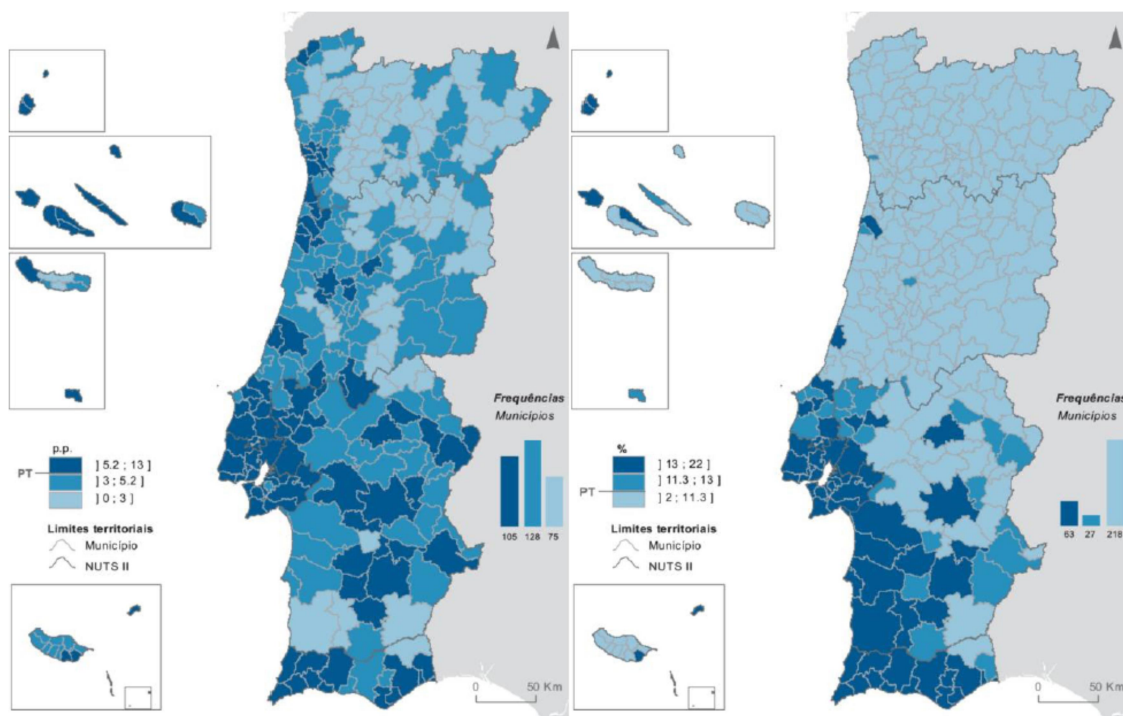 Frequências
Municípios
p.p.
PT
] 5.2 ; 13 ]
] 3 ; 5.2 ]
] 0 ; 3 ]
105 128 75
Limites territoriais
Município
NUTS II
0 50 Km
Frequências
Municípios
%
] 13 ; 22 ]
] 11.3 ; 13 ]
PT
] 2 ; 11.3 ]
63 27 218
Limites territoriais
Município
NUTS II
0 50 Km